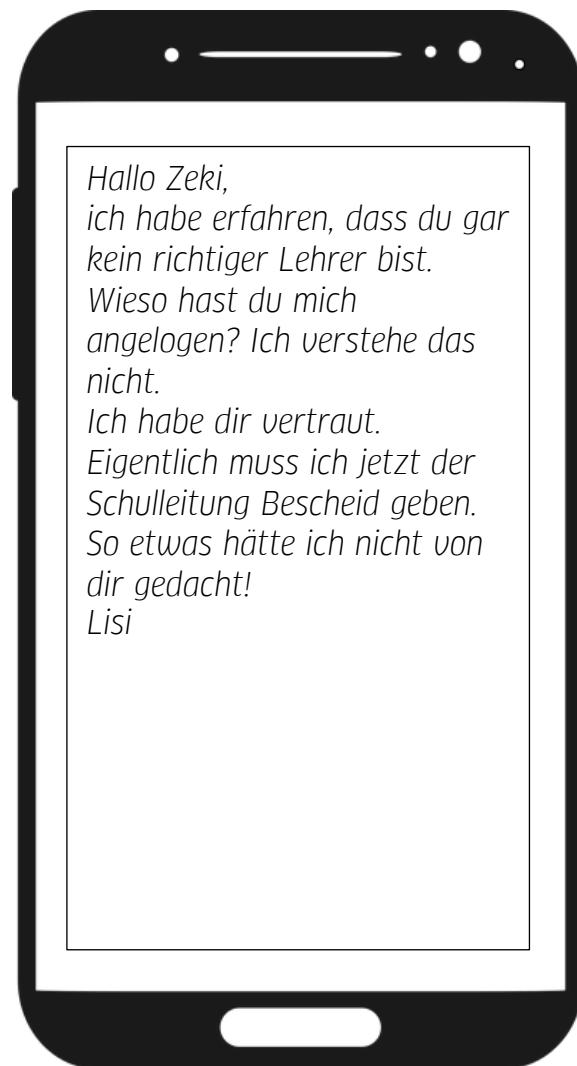 Hallo Zeki,
ich habe erfahren, dass du gar
kein richtiger Lehrer bist.
Wieso hast du mich
angelogen? Ich verstehe das
nicht.
Ich habe dir vertraut.
Eigentlich muss ich jetzt der
Schulleitung Bescheid geben.
So etwas hätte ich nicht von
dir gedacht!
Lisi